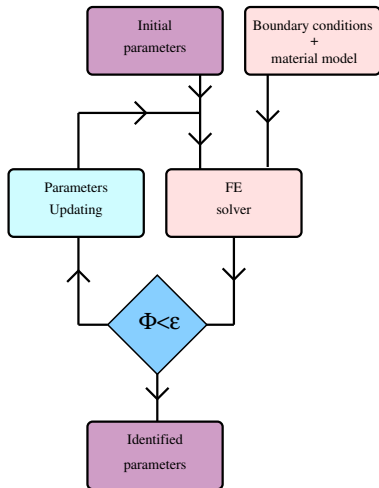 Initial
parameters
Boundary conditions
+
material model
Parameters
Updating
FE
solver
Φ<ε
Identified
parameters